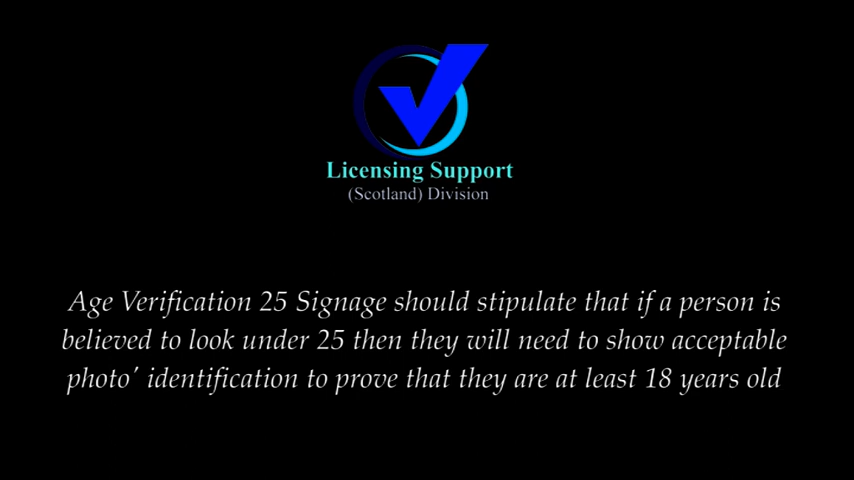 Licensing Support
(Scotland) Division
Age Verification 25 Signage should stipulate that if a person is
believed to look under 25 then they will need to show acceptable
photo' identification to prove that they are at least 18 years old